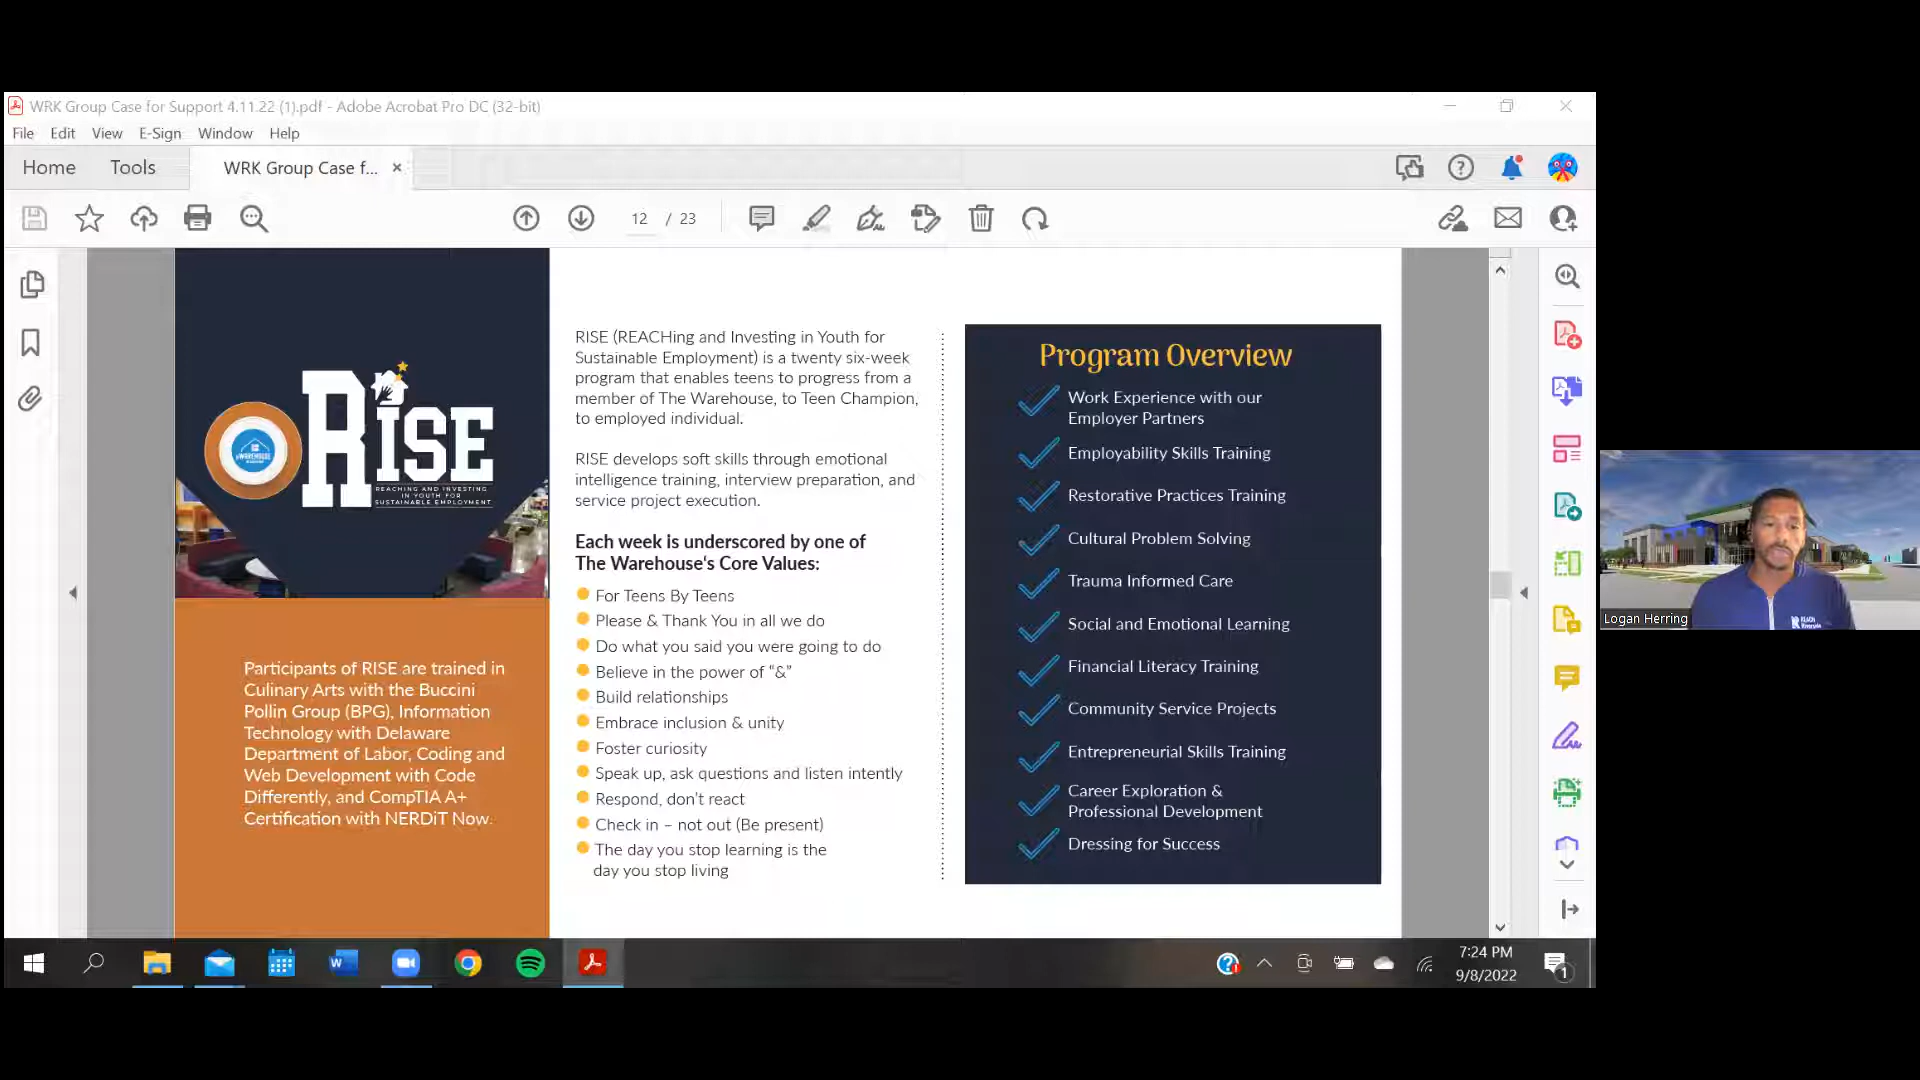 WRK Group Case for Support 4.11.22 (1).pdf - Adobe Acrobat Pro DC (32-bit)
File Edit View E-Sign Window Help
Home Tools WRK Group Case f... ×
12 / 23
RISE
REACHING AND INVESTING
IN YOUTH FOR
SUSTAINABLE EMPLOYMENT
WAREHOUSE
Participants of RISE are trained in
Culinary Arts with the Buccini
Pollin Group (BPG), Information
Technology with Delaware
Department of Labor, Coding and
Web Development with Code
Differently, and CompTIA A+
Certification with NERDiT Now.
RISE (REACHing and Investing in Youth for
Sustainable Employment) is a twenty six-week
program that enables teens to progress from a
member of The Warehouse, to Teen Champion,
to employed individual.
RISE develops soft skills through emotional
intelligence training, interview preparation, and
service project execution.
Each week is underscored by one of
The Warehouse's Core Values:
For Teens By Teens
Please & Thank You in all we do
Do what you said you were going to do
Believe in the power of "&"
Build relationships
Embrace inclusion & unity
Foster curiosity
Speak up, ask questions and listen intently
Respond, don't react
Check in – not out (Be present)
The day you stop learning is the
day you stop living
Program Overview
Work Experience with our
Employer Partners
Employability Skills Training
Restorative Practices Training
Cultural Problem Solving
Trauma Informed Care
Social and Emotional Learning
Financial Literacy Training
Community Service Projects
Entrepreneurial Skills Training
Career Exploration &
Professional Development
Dressing for Success
REACH
Riverside
Logan Herring
7:24 PM
9/8/2022
1